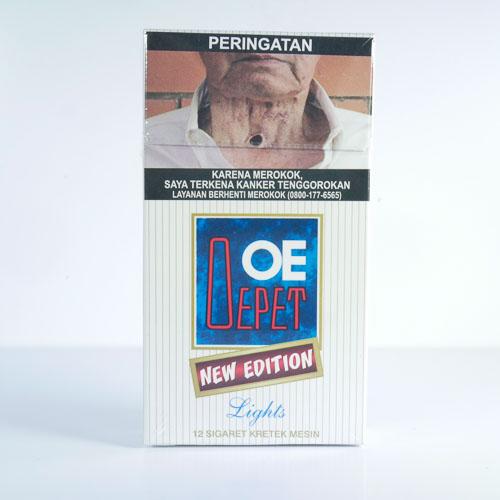 PERINGATAN
KARENA MEROKOK,
SAYA TERKENA KANKER TENGGOROKAN
LAYANAN BERHENTI MEROKOK (0800-177-6565)
OE
DEPET
NEW EDITION
Lights
12 SIGARET KRETEK MESIN